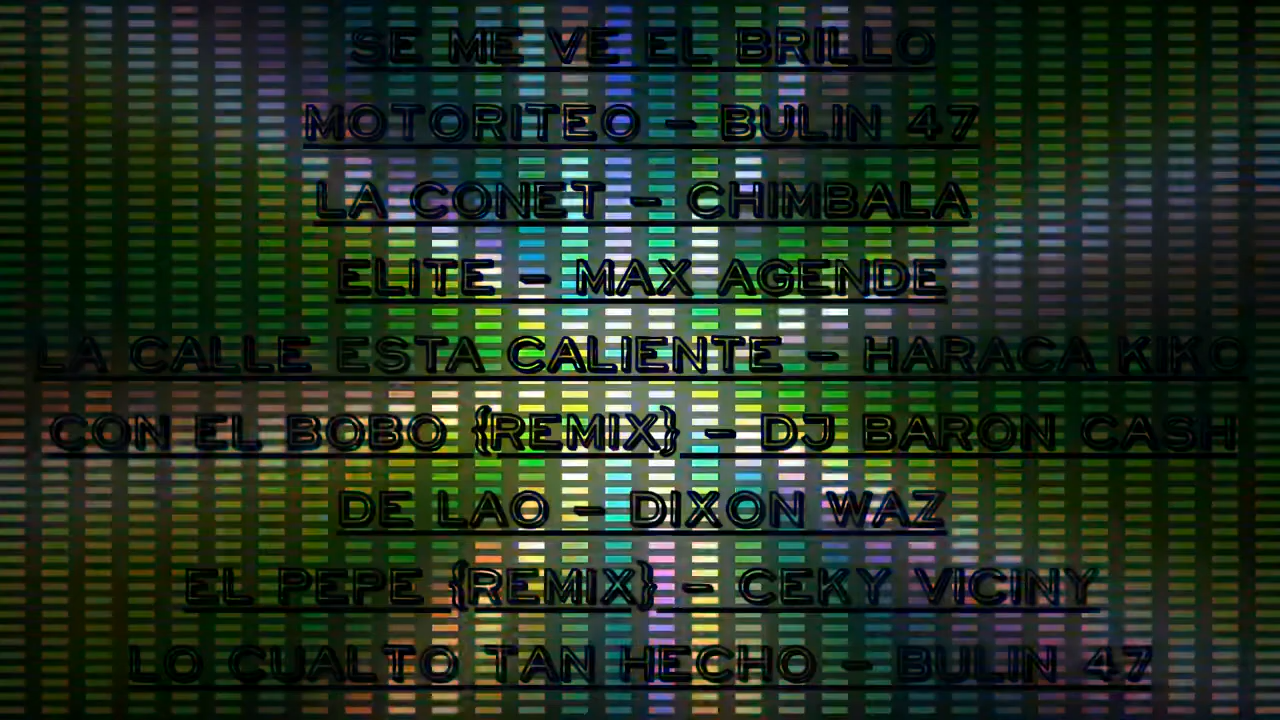 SE ME VE EL BRILLO
MOTORITEO - BULIN 47
LA CONET - CHIMBALA
ELITE - MAX AGENDE
LA CALLE ESTA CALIENTE - HARACA KIKO
CON EL BOBO {REMIX} - DJ BARON CASH
DE LAO - DIXON WAZ
EL PEPE {REMIX} - CEKY VICINY
LO CUALTO TAN HECHO - BULIN 47